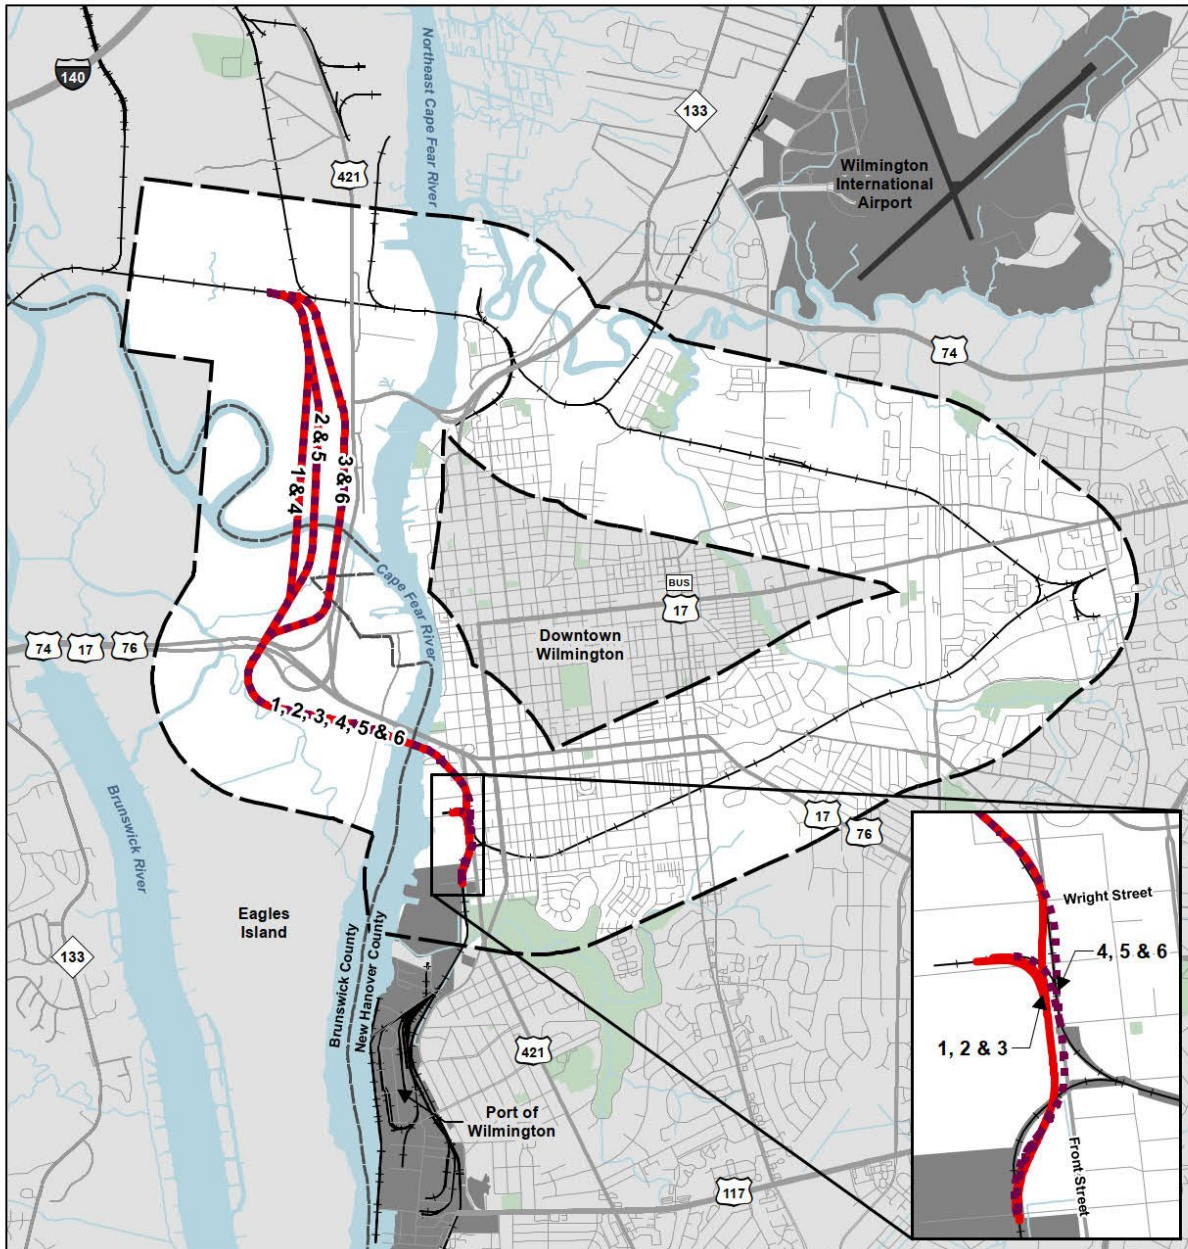 140
421
Northeast Cape Fear River
133
Wilmington
International
Airport
74
2 & 5
1 & 4
3 & 6
Cape Fear River
BUS
17
Downtown
Wilmington
74
17
76
1, 2, 3, 4, 5 & 6
Brunswick River
17
76
Eagles
Island
133
Brunswick County
New Hanover County
421
Port of
Wilmington
117
Wright Street
4, 5 & 6
1, 2 & 3
Front Street